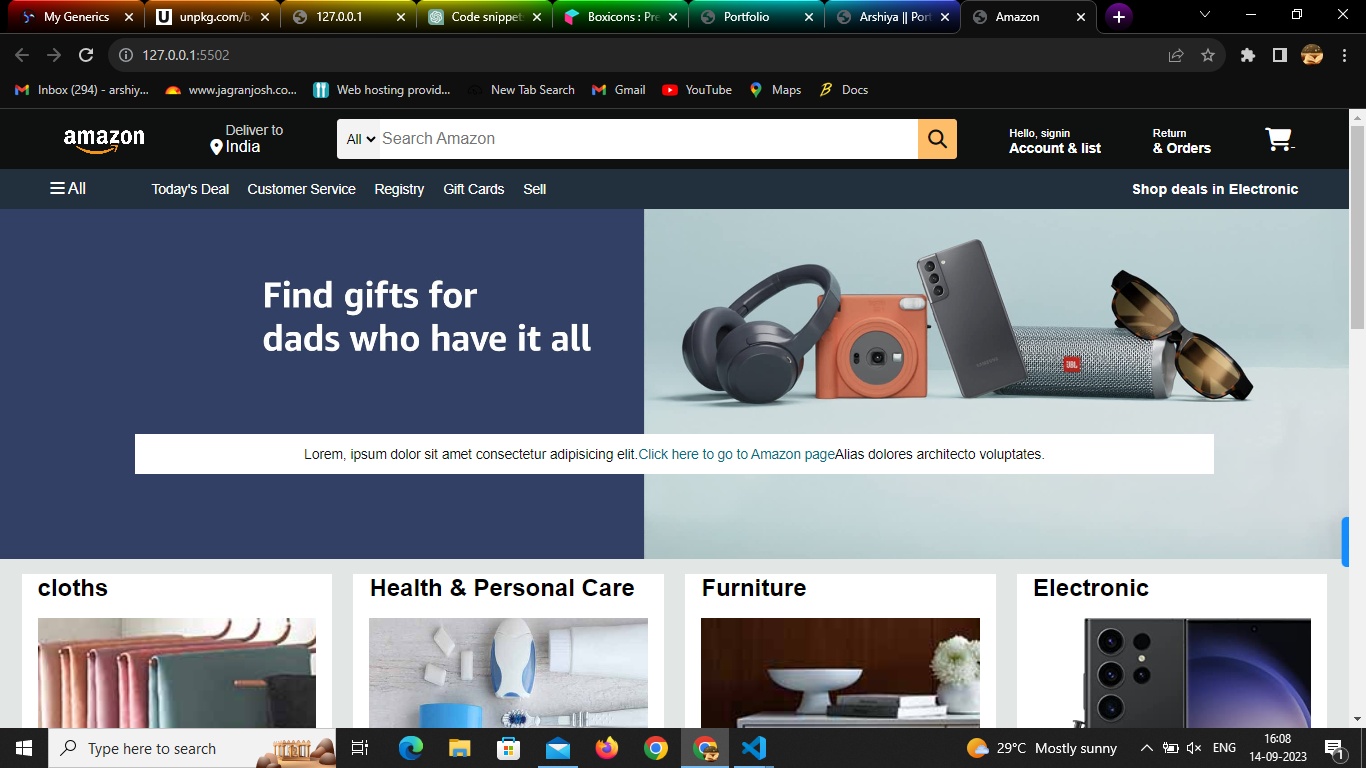 My Generics
unpkg.com/b
127.0.0.1
Code snippet
Boxicons : Pre
Portfolio
Arshiya || Port
Amazon
127.0.0.1:5502
Inbox (294) - arshiy...
www.jagranjosh.co...
Web hosting provid...
New Tab Search
Gmail
YouTube
Maps
Docs
amazon
Deliver to
India
All
Search Amazon
Hello, signin
Account & list
Return
& Orders
All
Today's Deal
Customer Service
Registry
Gift Cards
Sell
Shop deals in Electronic
Find gifts for
dads who have it all
SAMSUNG
JBL
Lorem, ipsum dolor sit amet consectetur adipisicing elit.Click here to go to Amazon pageAlias dolores architecto voluptates.
cloths
Health & Personal Care
Furniture
Electronic
Type here to search
29°C Mostly sunny
ENG
16:08
14-09-2023
1